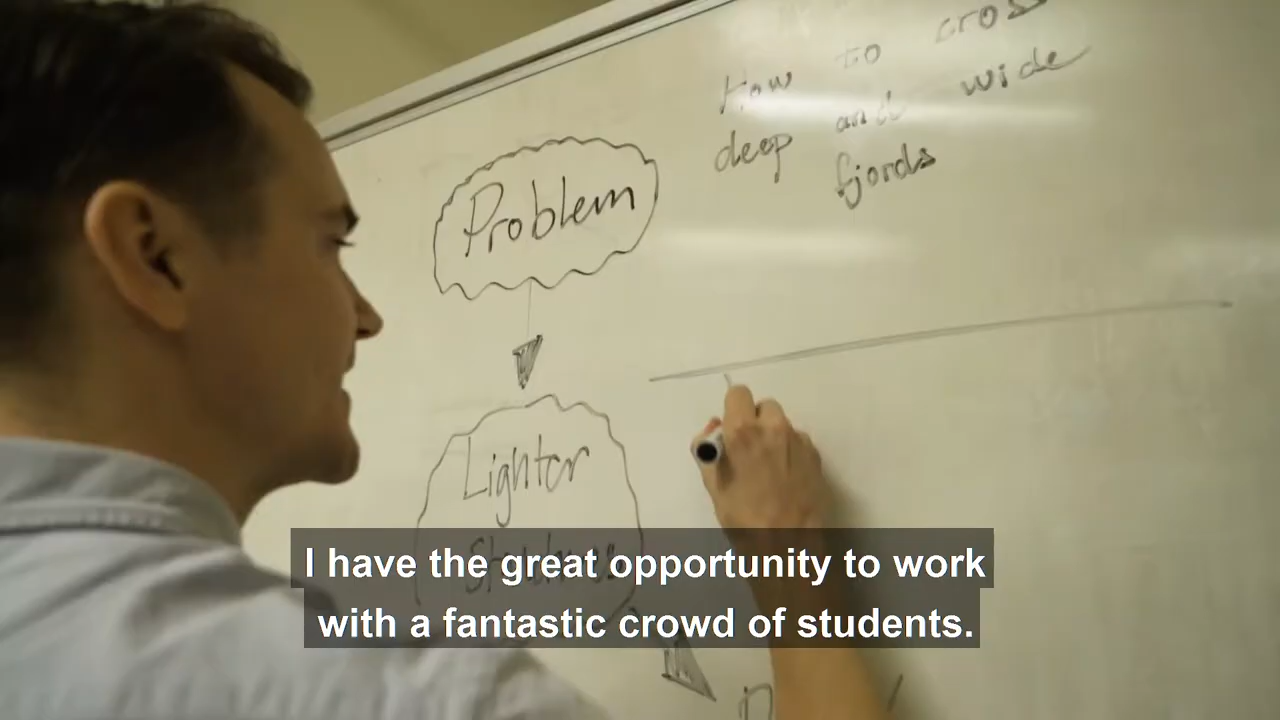 How to cross
deep and wide
fjords
Problem
Lighter
Structures
I have the great opportunity to work
with a fantastic crowd of students.